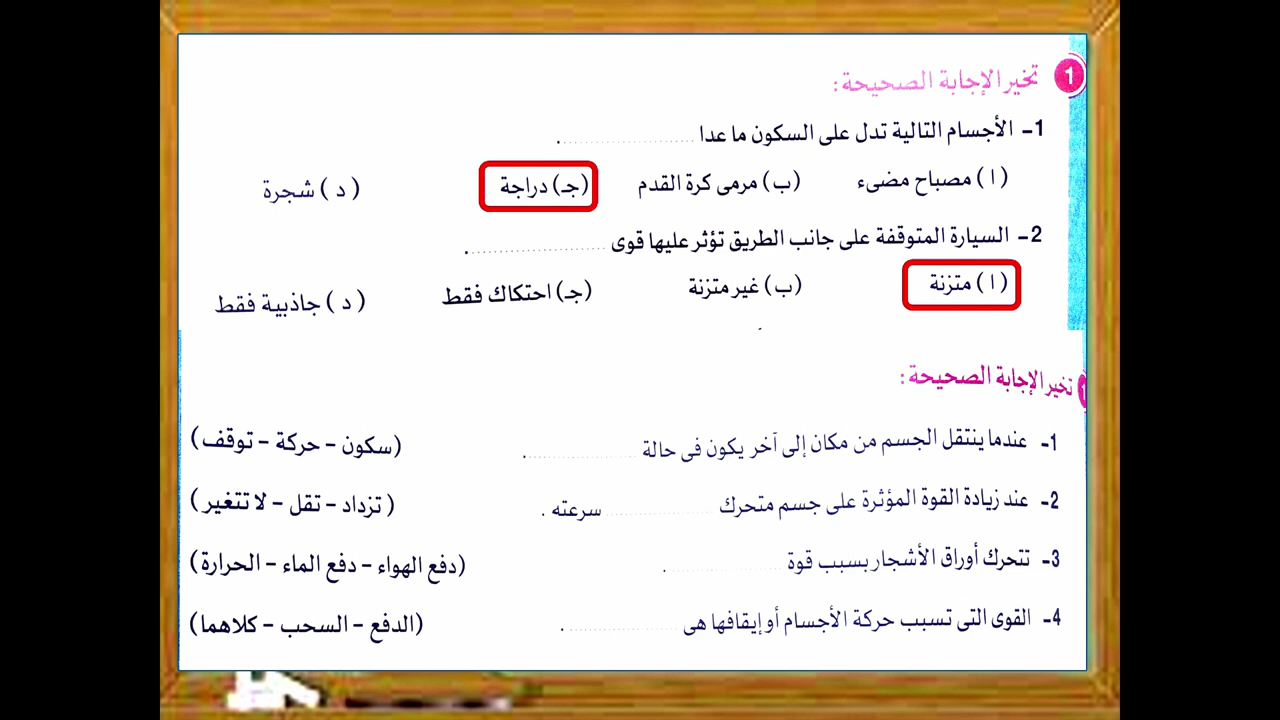 1 تخير الإجابة الصحيحة :
1- الأجسام التالية تدل على السكون ما عدا .................... .
( ا ) مصباح مضىء (ب) مرمى كرة القدم (جـ) دراجة ( د ) شجرة
2- السيارة المتوقفة على جانب الطريق تؤثر عليها قوى .................... .
( ا ) متزنة (ب) غير متزنة (جـ) احتكاك فقط ( د ) جاذبية فقط
1 تخير الإجابة الصحيحة :
1- عندما ينتقل الجسم من مكان إلى آخر يكون فى حالة .................... . (سكون – حركة – توقف)
2- عند زيادة القوة المؤثرة على جسم متحرك .................... سرعته . ( تزداد – تقل – لا تتغير )
3- تتحرك أوراق الأشجار بسبب قوة .................... . (دفع الهواء – دفع الماء – الحرارة)
4- القوى التى تسبب حركة الأجسام أو إيقافها هى .................... . (الدفع – السحب – كلاهما)